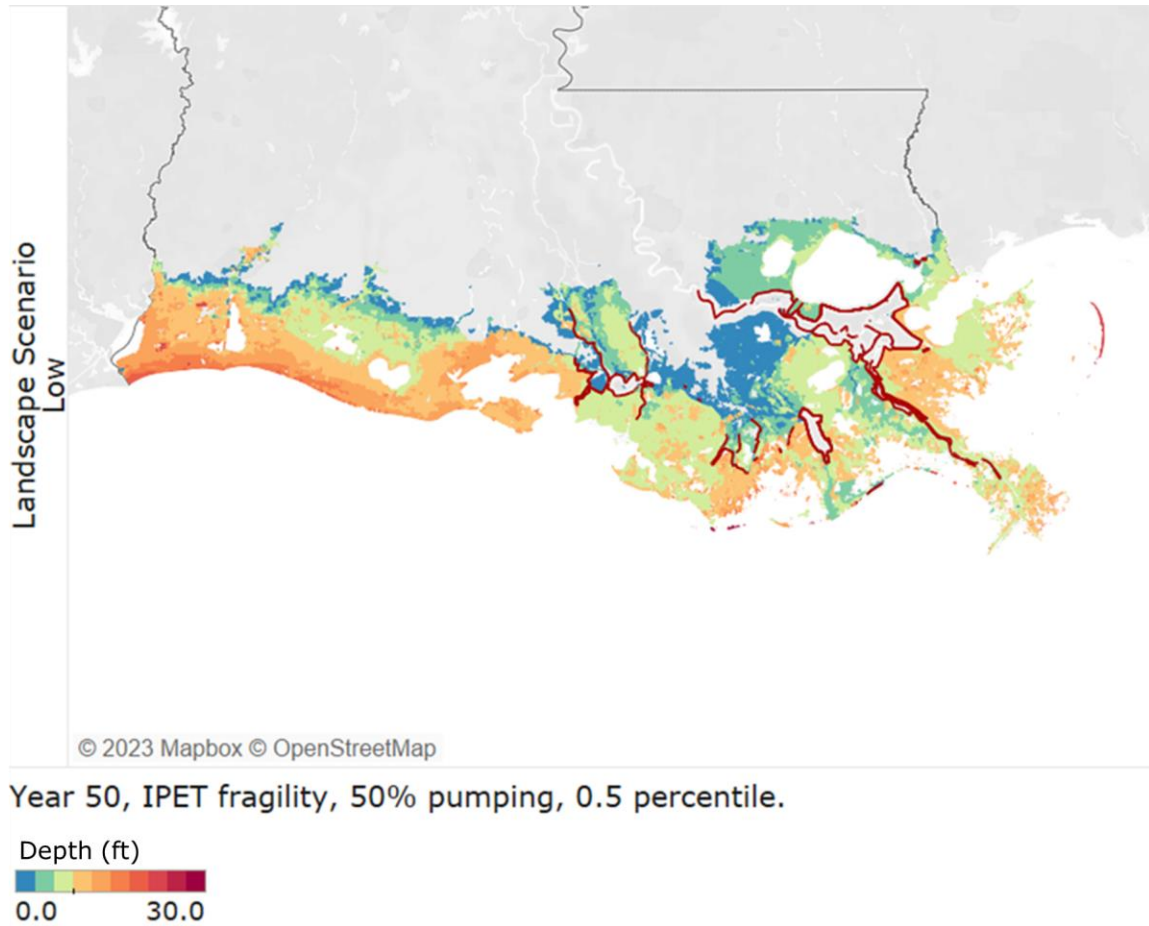 Landscape Scenario
Low
© 2023 Mapbox © OpenStreetMap
Year 50, IPET fragility, 50% pumping, 0.5 percentile.
Depth (ft)
0.0 30.0